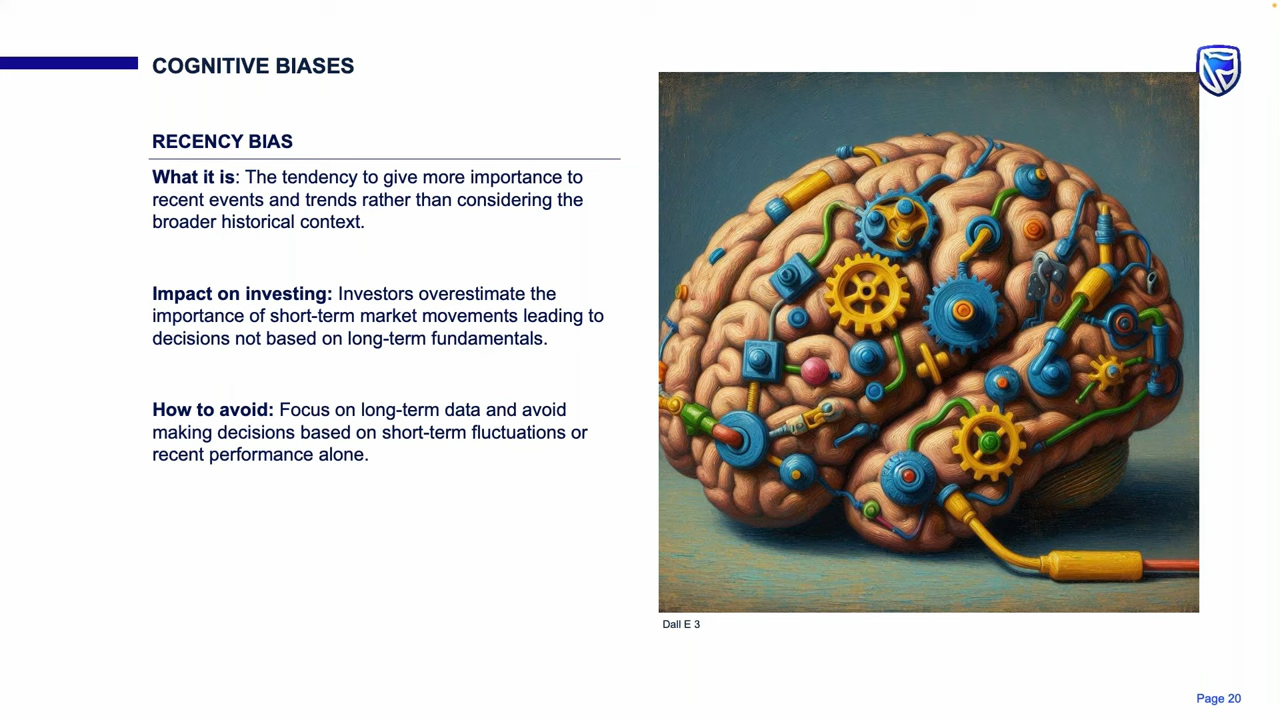 COGNITIVE BIASES
RECENCY BIAS
What it is: The tendency to give more importance to
recent events and trends rather than considering the
broader historical context.
Impact on investing: Investors overestimate the
importance of short-term market movements leading to
decisions not based on long-term fundamentals.
How to avoid: Focus on long-term data and avoid
making decisions based on short-term fluctuations or
recent performance alone.
Dall E 3
Page 20